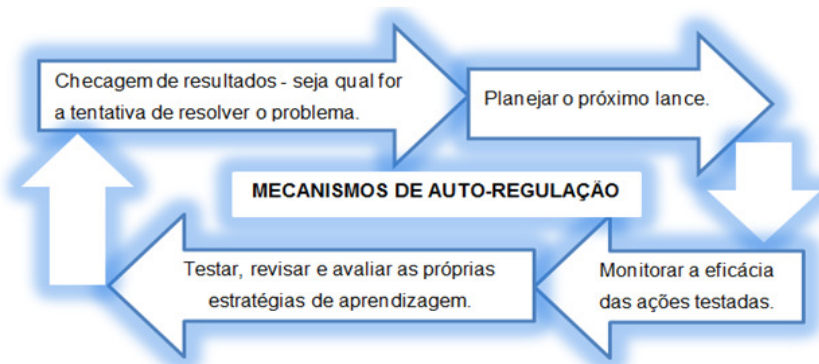 Checagem de resultados - seja qual for
a tentativa de resolver o problema.
Planejar o próximo lance.
MECANISMOS DE AUTO-REGULAÇÃO
Testar, revisar e avaliar as próprias
estratégias de aprendizagem.
Monitorar a eficácia
das ações testadas.